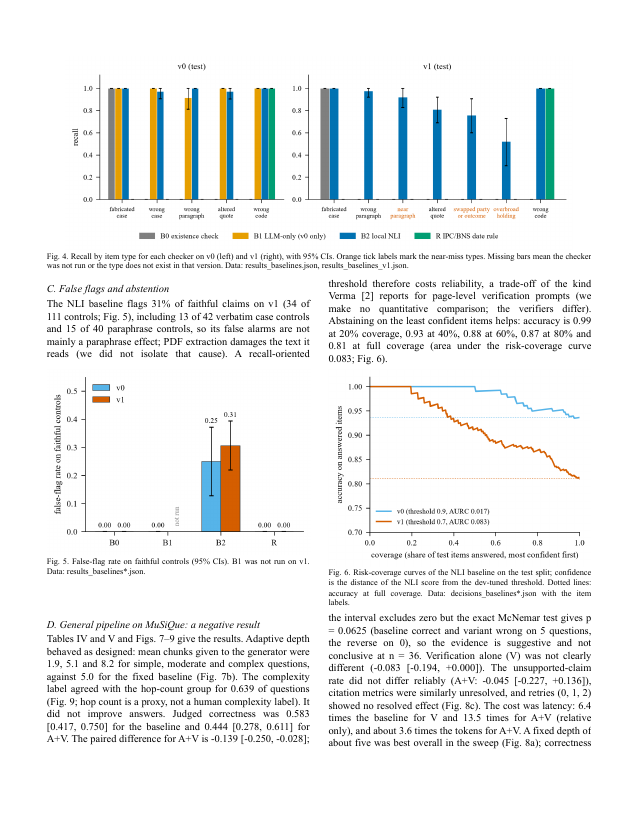 v0 (test)
v1 (test)
recall
1.0
0.8
0.6
0.4
0.2
0.0
fabricated case
wrong case
wrong paragraph
altered quote
wrong code
1.0
0.8
0.6
0.4
0.2
0.0
fabricated case
wrong paragraph
near paragraph
altered quote
swapped party or outcome
overbroad holding
wrong code
B0 existence check
B1 LLM-only (v0 only)
B2 local NLI
R IPC/BNS date rule
Fig. 4. Recall by item type for each checker on v0 (left) and v1 (right), with 95% CIs. Orange tick labels mark the near-miss types. Missing bars mean the checker
was not run or the type does not exist in that version. Data: results_baselines.json, results_baselines_v1.json.
C. False flags and abstention
The NLI baseline flags 31% of faithful claims on v1 (34 of
111 controls; Fig. 5), including 13 of 42 verbatim case controls
and 15 of 40 paraphrase controls, so its false alarms are not
mainly a paraphrase effect; PDF extraction damages the text it
reads (we did not isolate that cause). A recall-oriented
threshold therefore costs reliability, a trade-off of the kind
Verma [2] reports for page-level verification prompts (we
make no quantitative comparison; the verifiers differ).
Abstaining on the least confident items helps: accuracy is 0.99
at 20% coverage, 0.93 at 40%, 0.88 at 60%, 0.87 at 80% and
0.81 at full coverage (area under the risk-coverage curve
0.083; Fig. 6).
false-flag rate on faithful controls
0.5
0.4
0.3
0.2
0.1
0.0
v0
v1
0.00
0.00
0.00
not run
0.25
0.31
0.00
0.00
B0
B1
B2
R
Fig. 5. False-flag rate on faithful controls (95% CIs). B1 was not run on v1.
Data: results_baselines*.json.
accuracy on answered items
1.00
0.95
0.90
0.85
0.80
0.75
0.70
v0 (threshold 0.9, AURC 0.017)
v1 (threshold 0.7, AURC 0.083)
0.0
0.2
0.4
0.6
0.8
1.0
coverage (share of test items answered, most confident first)
Fig. 6. Risk-coverage curves of the NLI baseline on the test split; confidence
is the distance of the NLI score from the dev-tuned threshold. Dotted lines:
accuracy at full coverage. Data: decisions_baselines*.json with the item
labels.
D. General pipeline on MuSiQue: a negative result
Tables IV and V and Figs. 7–9 give the results. Adaptive depth
behaved as designed: mean chunks given to the generator were
1.9, 5.1 and 8.2 for simple, moderate and complex questions,
against 5.0 for the fixed baseline (Fig. 7b). The complexity
label agreed with the hop-count group for 0.639 of questions
(Fig. 9; hop count is a proxy, not a human complexity label). It
did not improve answers. Judged correctness was 0.583
[0.417, 0.750] for the baseline and 0.444 [0.278, 0.611] for
A+V. The paired difference for A+V is -0.139 [-0.250, -0.028];
the interval excludes zero but the exact McNemar test gives p
= 0.0625 (baseline correct and variant wrong on 5 questions,
the reverse on 0), so the evidence is suggestive and not
conclusive at n = 36. Verification alone (V) was not clearly
different (-0.083 [-0.194, +0.000]). The unsupported-claim
rate did not differ reliably (A+V: -0.045 [-0.227, +0.136]),
citation metrics were similarly unresolved, and retries (0, 1, 2)
showed no resolved effect (Fig. 8c). The cost was latency: 6.4
times the baseline for V and 13.5 times for A+V (relative
only), and about 3.6 times the tokens for A+V. A fixed depth of
about five was best overall in the sweep (Fig. 8a); correctness